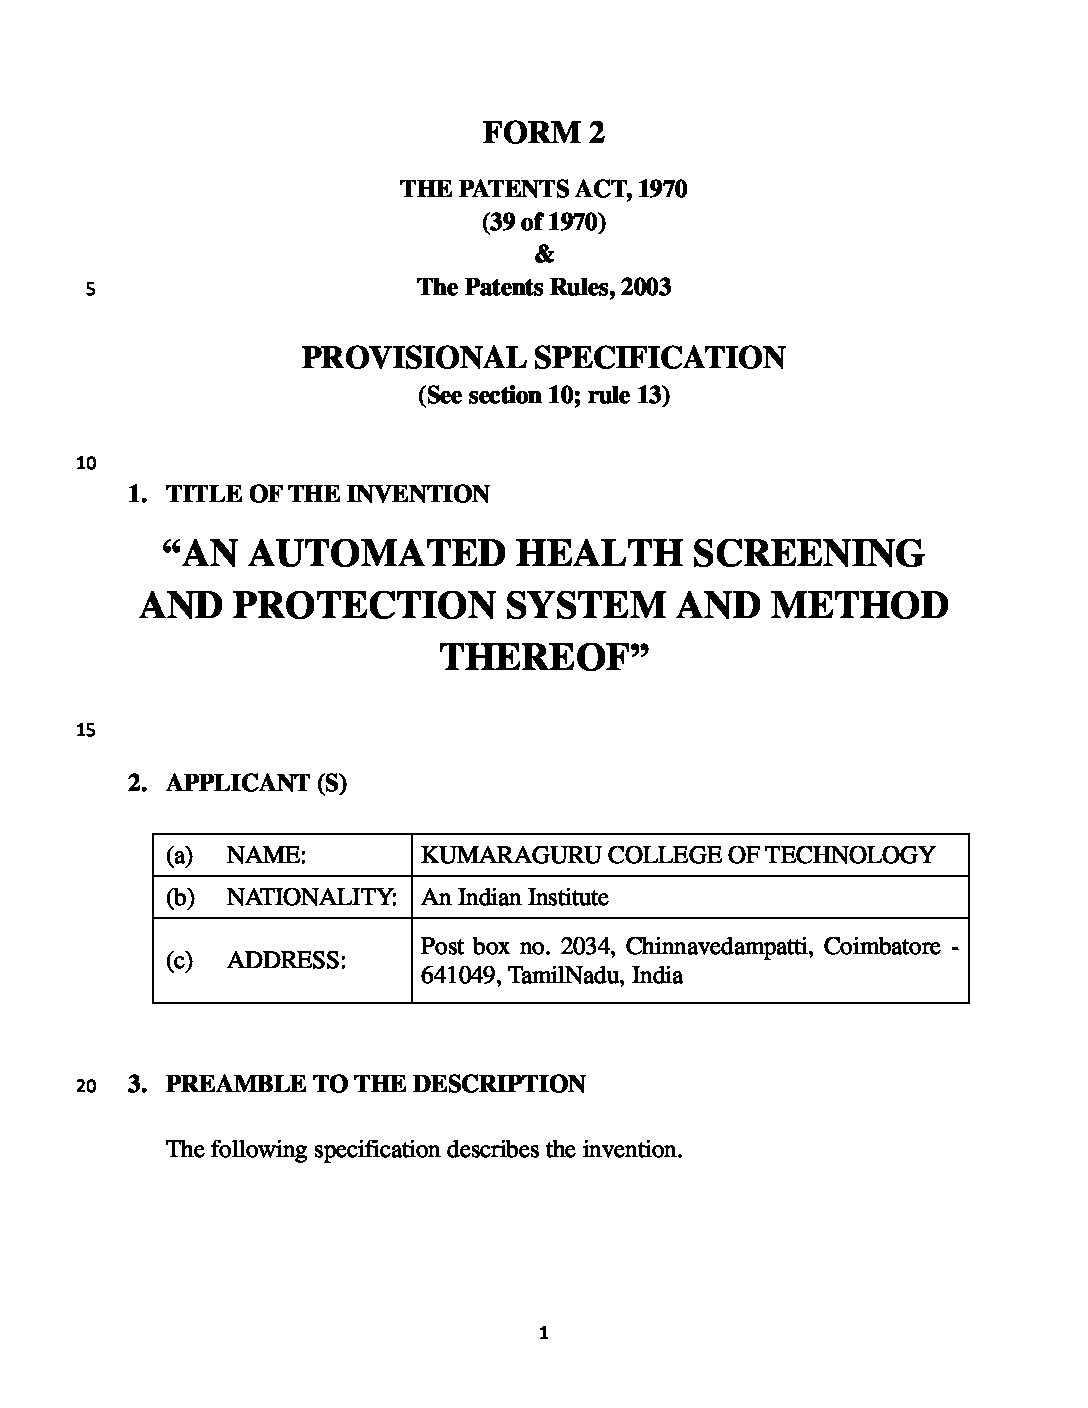 FORM 2
THE PATENTS ACT, 1970
(39 of 1970)
&
5 The Patents Rules, 2003
PROVISIONAL SPECIFICATION
(See section 10; rule 13)
10
1. TITLE OF THE INVENTION
“AN AUTOMATED HEALTH SCREENING
AND PROTECTION SYSTEM AND METHOD
THEREOF”
15
2. APPLICANT (S)
(a) NAME: KUMARAGURU COLLEGE OF TECHNOLOGY
(b) NATIONALITY: An Indian Institute
(c) ADDRESS: Post box no. 2034, Chinnavedampatti, Coimbatore -
641049, TamilNadu, India
20 3. PREAMBLE TO THE DESCRIPTION
The following specification describes the invention.
1